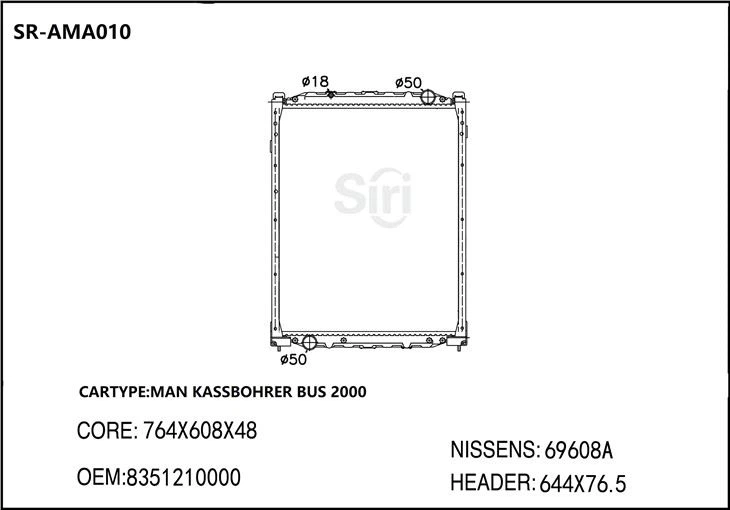 SR-AMA010
ø18
ø50
Siri
ø50
CARTYPE:MAN KASSBOHRER BUS 2000
CORE: 764X608X48
NISSENS: 69608A
OEM:8351210000
HEADER: 644X76.5